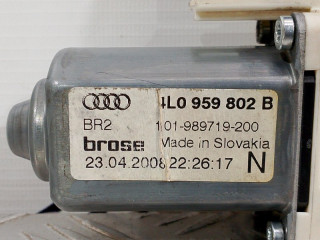 4L0 959 802 B
BR2 101-989719-200
brose Made in Slovakia
23.04.2008 22:26:17 N